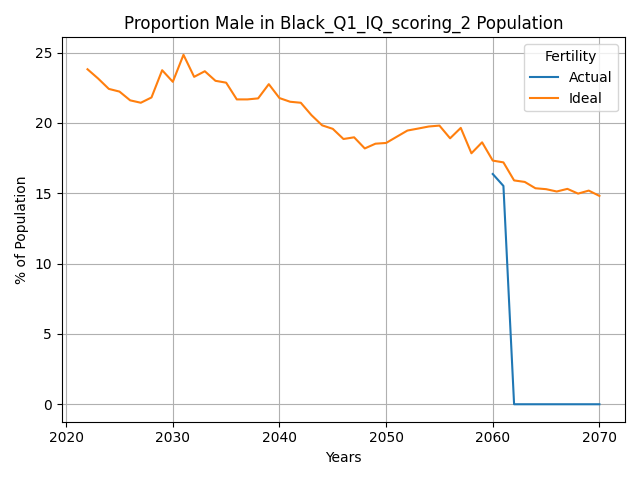 Proportion Male in Black_Q1_IQ_scoring_2 Population
Fertility
Actual
Ideal
% of Population
25
20
15
10
5
0
2020 2030 2040 2050 2060 2070
Years